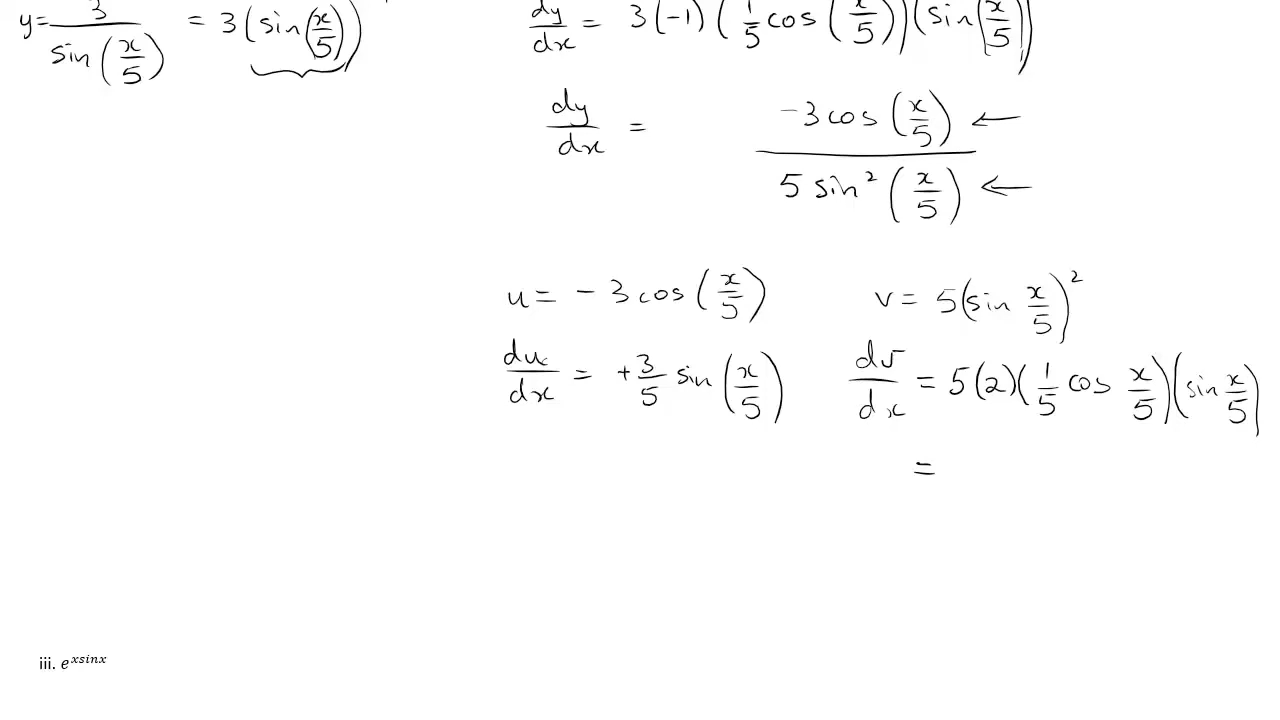 y = 3/sin(x/5) = 3(sin(x/5))
dy/dx = 3(-1)(1/5 cos(x/5))(sin(x/5))
dy/dx = -3cos(x/5) ← / 5 sin²(x/5) ←
u = -3cos(x/5) v = 5(sin x/5)²
du/dx = +3/5 sin(x/5) dv/dx = 5(2)(1/5 cos x/5)(sin x/5)
=
iii. e^{xsinx}